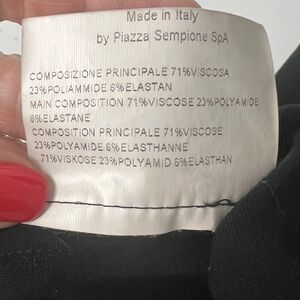 Made in Italy
by Piazza Sempione SpA
COMPOSIZIONE PRINCIPALE 71%VISCOSA
23%POLIAMMIDE 6%ELASTAN
MAIN COMPOSITION 71%VISCOSE 23%POLYAMIDE
6%ELASTANE
COMPOSITION PRINCIPALE 71%VISCOSE
23%POLYAMIDE 6%ELASTHANNE
71%VISKOSE 23%POLYAMID 6%ELASTHAN